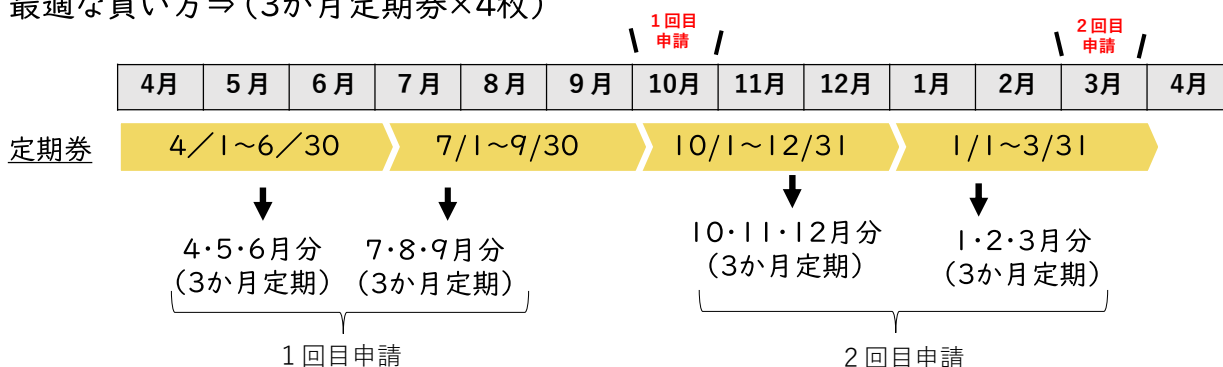 最適な買い方⇒(3か月定期券×4枚)
1回目
申請
2回目
申請
4月 5月 6月 7月 8月 9月 10月 11月 12月 1月 2月 3月 4月
定期券 4/1~6/30 7/1~9/30 10/1~12/31 1/1~3/31
4・5・6月分
(3か月定期)
7・8・9月分
(3か月定期)
10・11・12月分
(3か月定期)
1・2・3月分
(3か月定期)
1回目申請
2回目申請